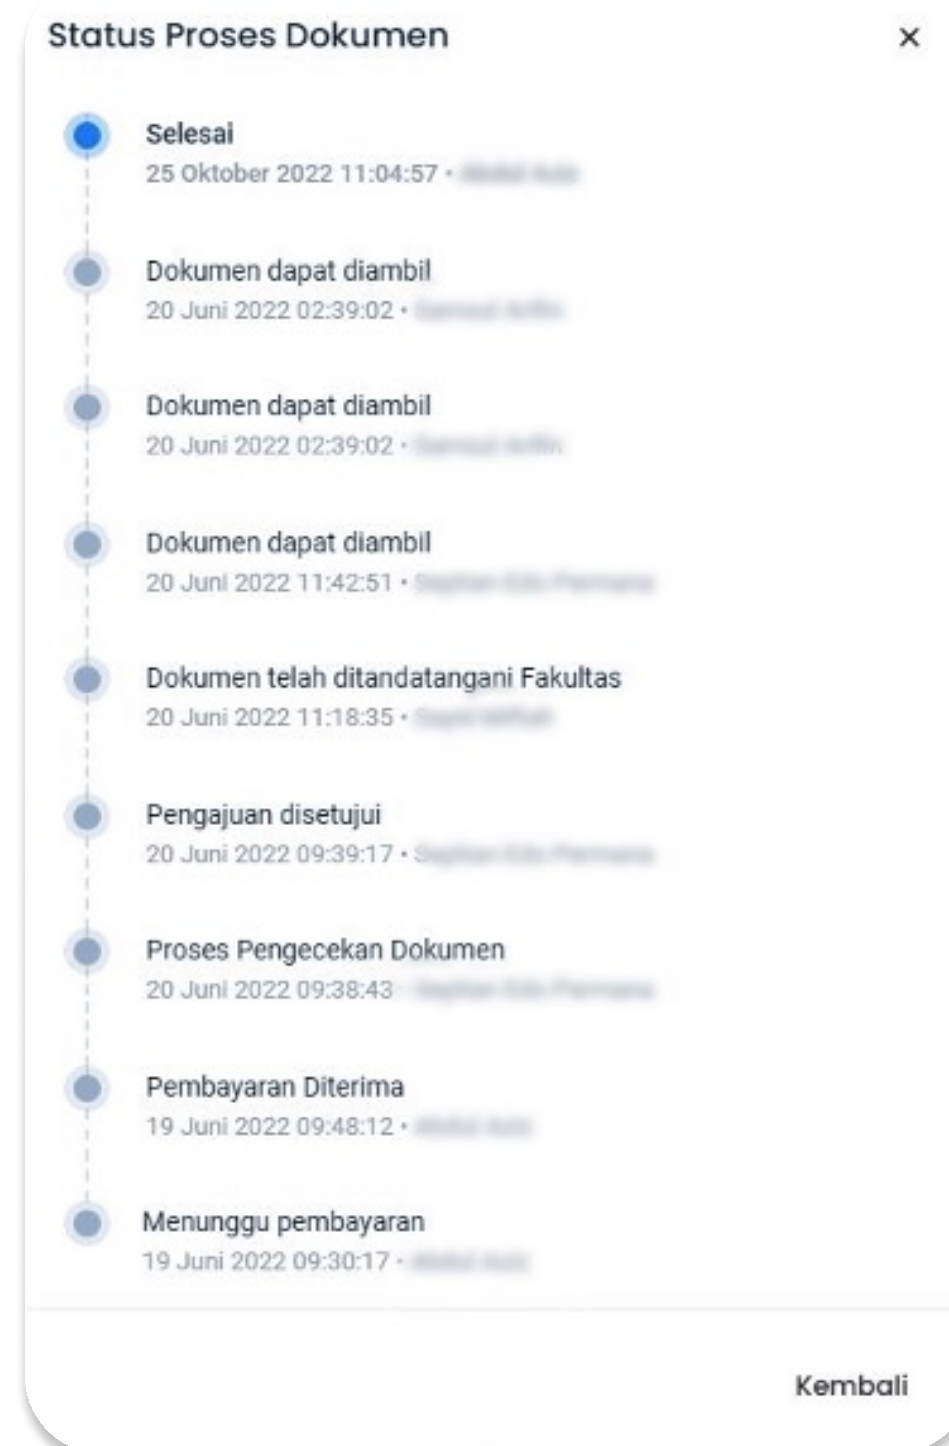 Status Proses Dokumen
Selesai
25 Oktober 2022 11:04:57 •
Dokumen dapat diambil
20 Juni 2022 02:39:02 •
Dokumen dapat diambil
20 Juni 2022 02:39:02 •
Dokumen dapat diambil
20 Juni 2022 11:42:51 •
Dokumen telah ditandatangani Fakultas
20 Juni 2022 11:18:35 •
Pengajuan disetujui
20 Juni 2022 09:39:17 •
Proses Pengecekan Dokumen
20 Juni 2022 09:38:43
Pembayaran Diterima
19 Juni 2022 09:48:12 •
Menunggu pembayaran
19 Juni 2022 09:30:17 •
Kembali